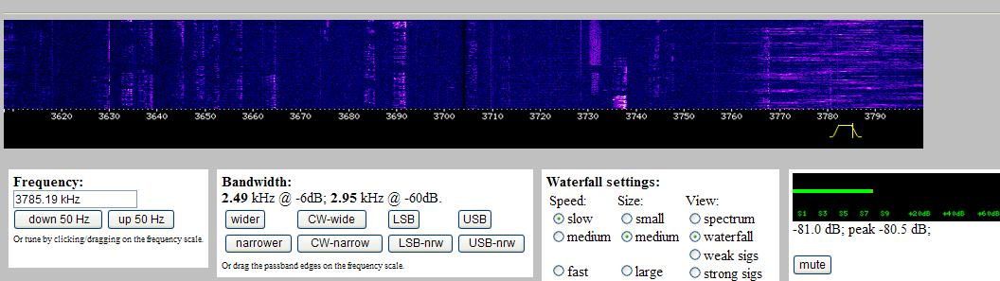 3620 3630 3640 3650 3660 3670 3680 3690 3700 3710 3720 3730 3740 3750 3760 3770 3780 3790
Frequency:
3785.19 kHz
down 50 Hz up 50 Hz
Or tune by clicking/dragging on the frequency scale.
Bandwidth:
2.49 kHz @ -6dB; 2.95 kHz @ -60dB.
wider CW-wide LSB USB
narrower CW-narrow LSB-nrw USB-nrw
Or drag the passband edges on the frequency scale.
Waterfall settings:
Speed: Size: View:
slow small spectrum
medium medium waterfall
weak sigs
fast large strong sigs
S1 S3 S5 S7 S9 +20dB +40dB +60dB
-81.0 dB; peak -80.5 dB;
mute